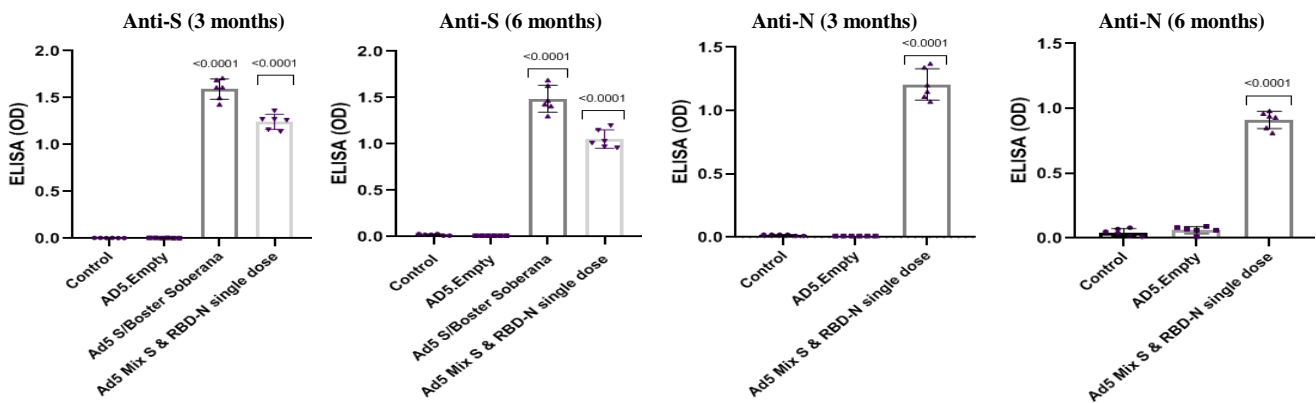 Anti-S (3 months)
ELISA (OD)
2.0
1.5
1.0
0.5
0.0
<0.0001
<0.0001
Control
AD5.Empty
Ad5 S/Boster Soberana
Ad5 Mix S & RBD-N single dose
Anti-S (6 months)
ELISA (OD)
2.0
1.5
1.0
0.5
0.0
<0.0001
<0.0001
Control
AD5.Empty
Ad5 S/Boster Soberana
Ad5 Mix S & RBD-N single dose
Anti-N (3 months)
ELISA (OD)
1.5
1.0
0.5
0.0
<0.0001
Control
AD5.Empty
Ad5 Mix S & RBD-N single dose
Anti-N (6 months)
ELISA (OD)
1.5
1.0
0.5
0.0
<0.0001
Control
AD5.Empty
Ad5 Mix S & RBD-N single dose